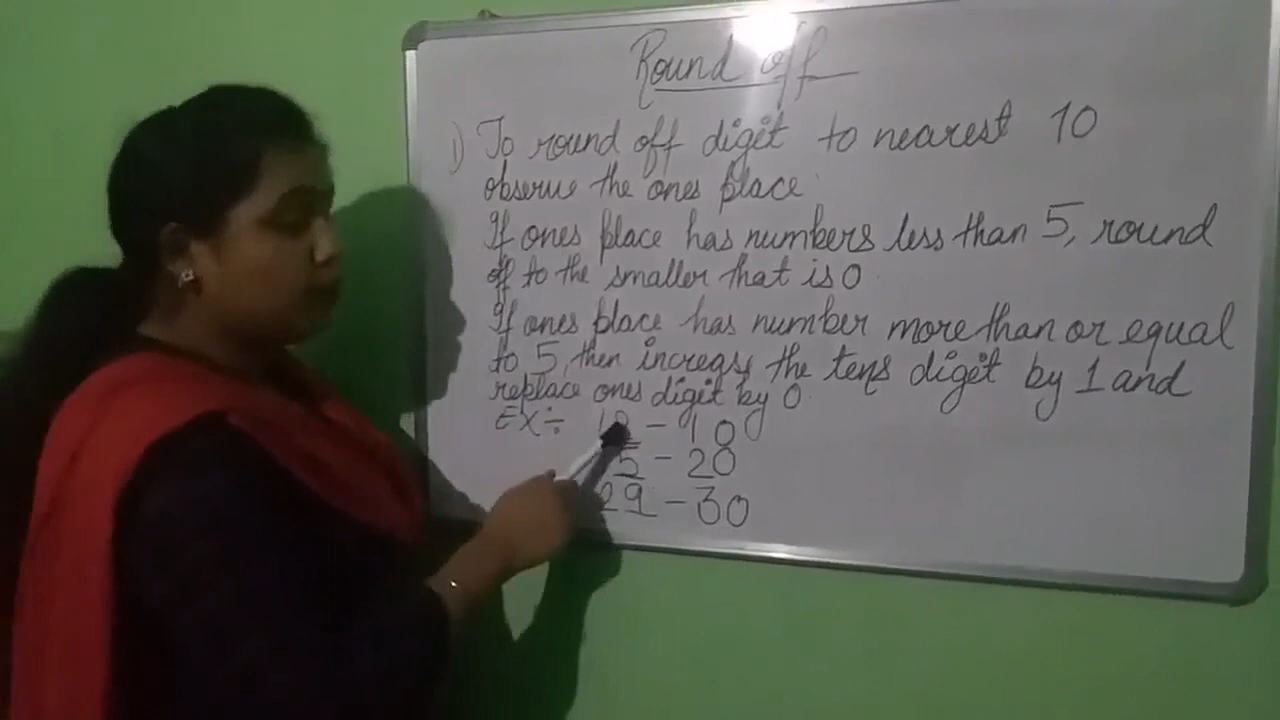 Round off
1) To round off digit to nearest 10
observe the ones place
If ones place has numbers less than 5, round
off to the smaller that is 0
If ones place has number more than or equal
to 5, then increase the tens digit by 1 and
replace ones digit by 0
Ex ÷ – 10
5 – 20
29 – 30